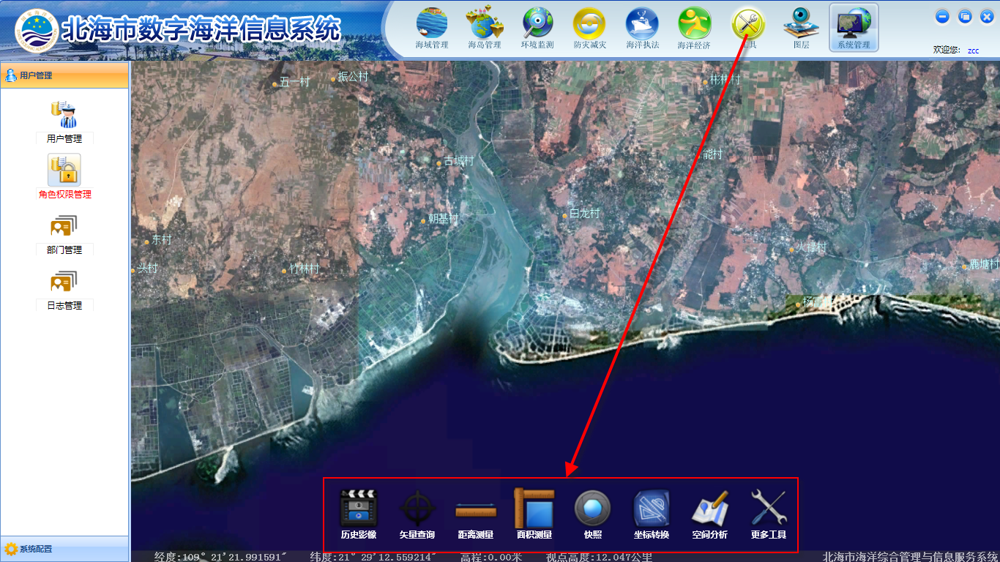 北海市数字海洋信息系统
海域管理
海岛管理
环境监测
防灾减灾
海洋执法
海洋经济
具
图层
系统管理
欢迎您: zcc
用户管理
用户管理
角色权限管理
部门管理
日志管理
系统配置
五一村
振公村
林村
古城村
能村
朝基村
白龙村
东村
头村
竹林村
火禄村
鹿塘村
杨富村
历史影像
矢量查询
距离测量
面积测量
快照
坐标转换
空间分析
更多工具
经度:109° 21'21.991591" 纬度:21° 29'12.559214" 高程:0.00米 视点高度:12.047公里
北海市海洋综合管理与信息服务系统